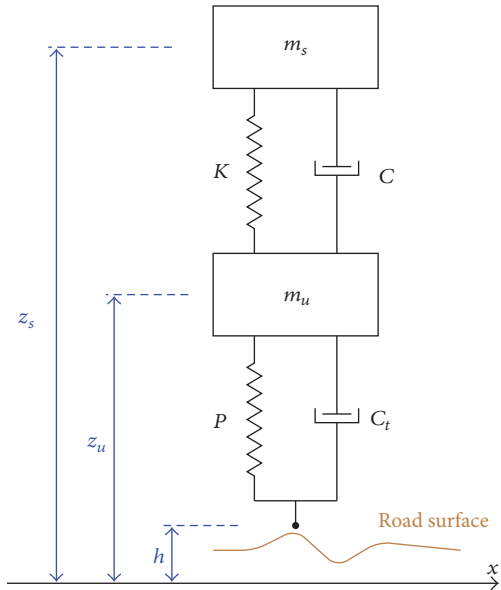 m_s
K
C
m_u
z_s
P
C_t
z_u
Road surface
h
x